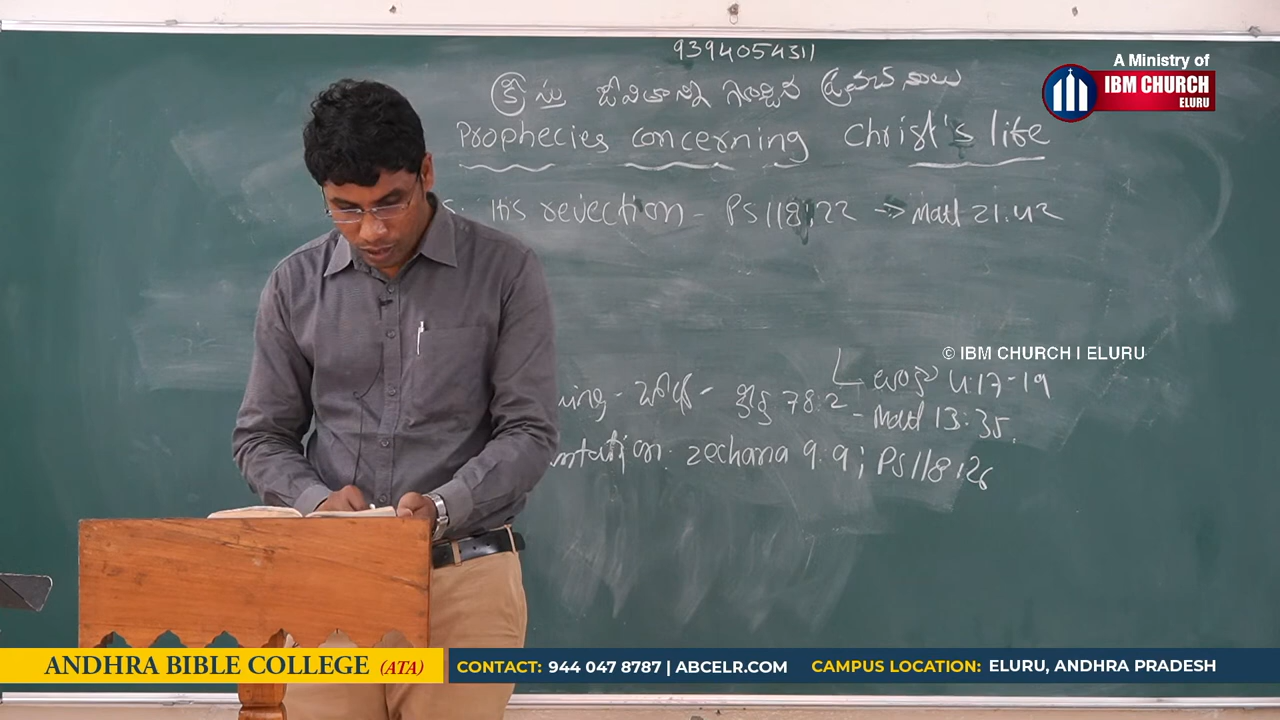 9394054311
A Ministry of
IBM CHURCH
ELURU
క్రీస్తు జీవితాన్ని గూర్చిన ప్రవచనాలు
Prophecies concerning Christ's life
His rejection - Ps 118:22 → Matt 21:42
© IBM CHURCH I ELURU
4:17-19
78:2 - Matt 13:35.
9:9; Ps 118:26
ANDHRA BIBLE COLLEGE (ATA)
CONTACT: 944 047 8787 | ABCELR.COM
CAMPUS LOCATION: ELURU, ANDHRA PRADESH